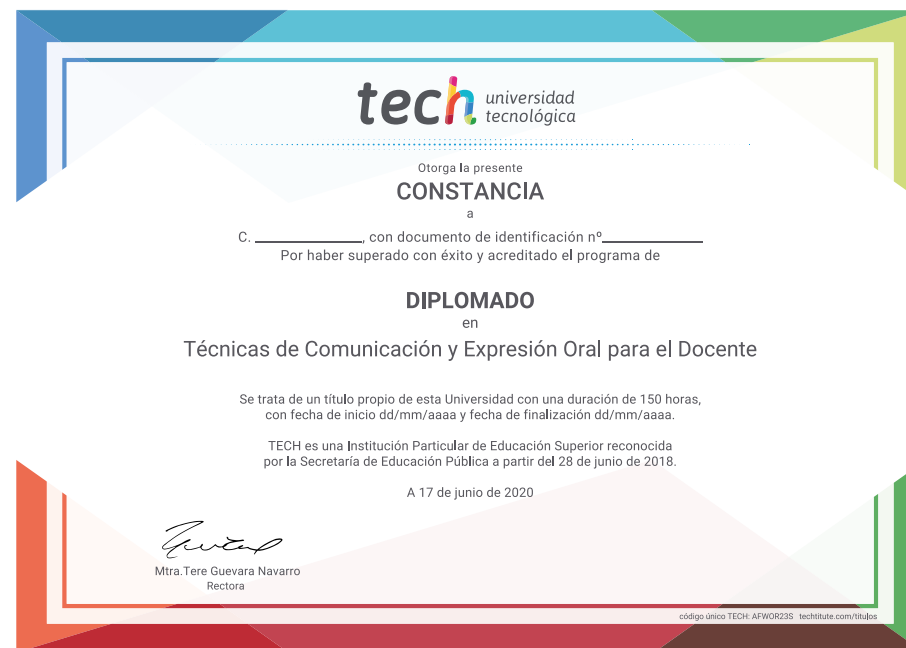 tech universidad
tecnológica
Otorga la presente
CONSTANCIA
a
C. ____________, con documento de identificación nº____________
Por haber superado con éxito y acreditado el programa de
DIPLOMADO
en
Técnicas de Comunicación y Expresión Oral para el Docente
Se trata de un título propio de esta Universidad con una duración de 150 horas,
con fecha de inicio dd/mm/aaaa y fecha de finalización dd/mm/aaaa.
TECH es una Institución Particular de Educación Superior reconocida
por la Secretaría de Educación Pública a partir del 28 de junio de 2018.
A 17 de junio de 2020
Mtra.Tere Guevara Navarro
Rectora
código único TECH: AFWOR23S techtitute.com/titulos